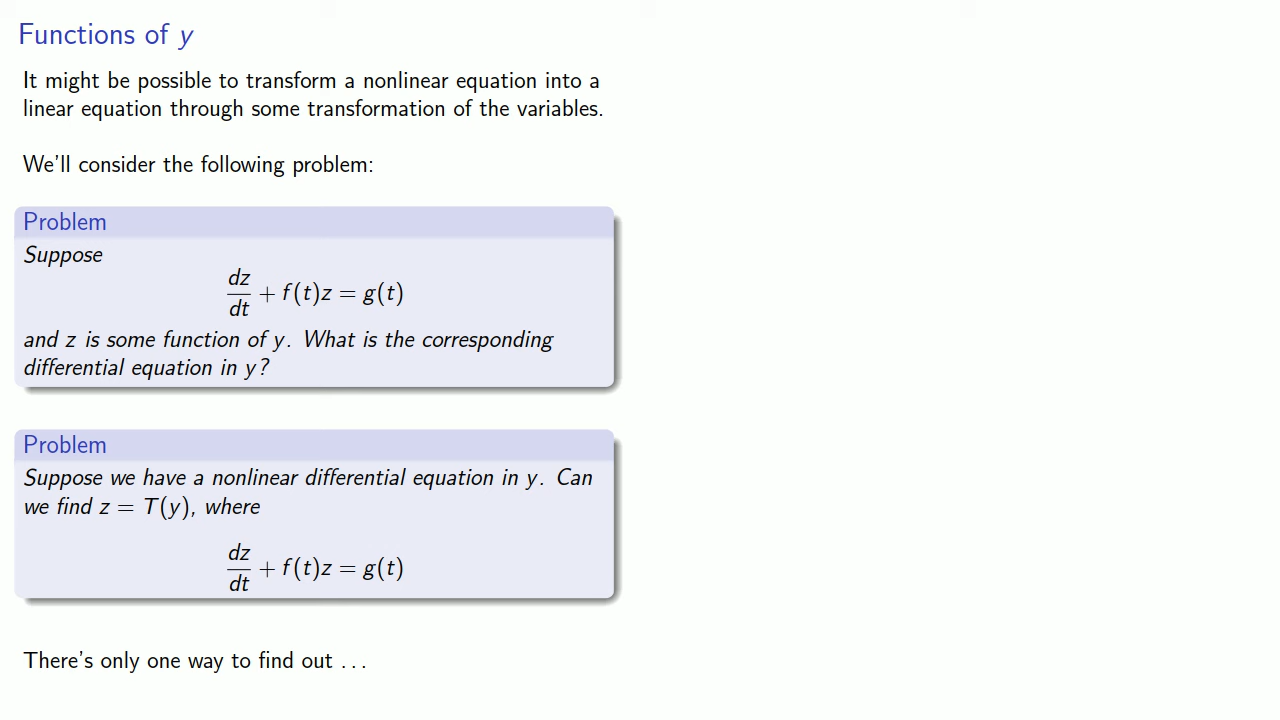 Functions of y
It might be possible to transform a nonlinear equation into a
linear equation through some transformation of the variables.
We'll consider the following problem:
Problem
Suppose
dz/dt + f(t)z = g(t)
and z is some function of y. What is the corresponding
differential equation in y?
Problem
Suppose we have a nonlinear differential equation in y. Can
we find z = T(y), where
dz/dt + f(t)z = g(t)
There's only one way to find out ...